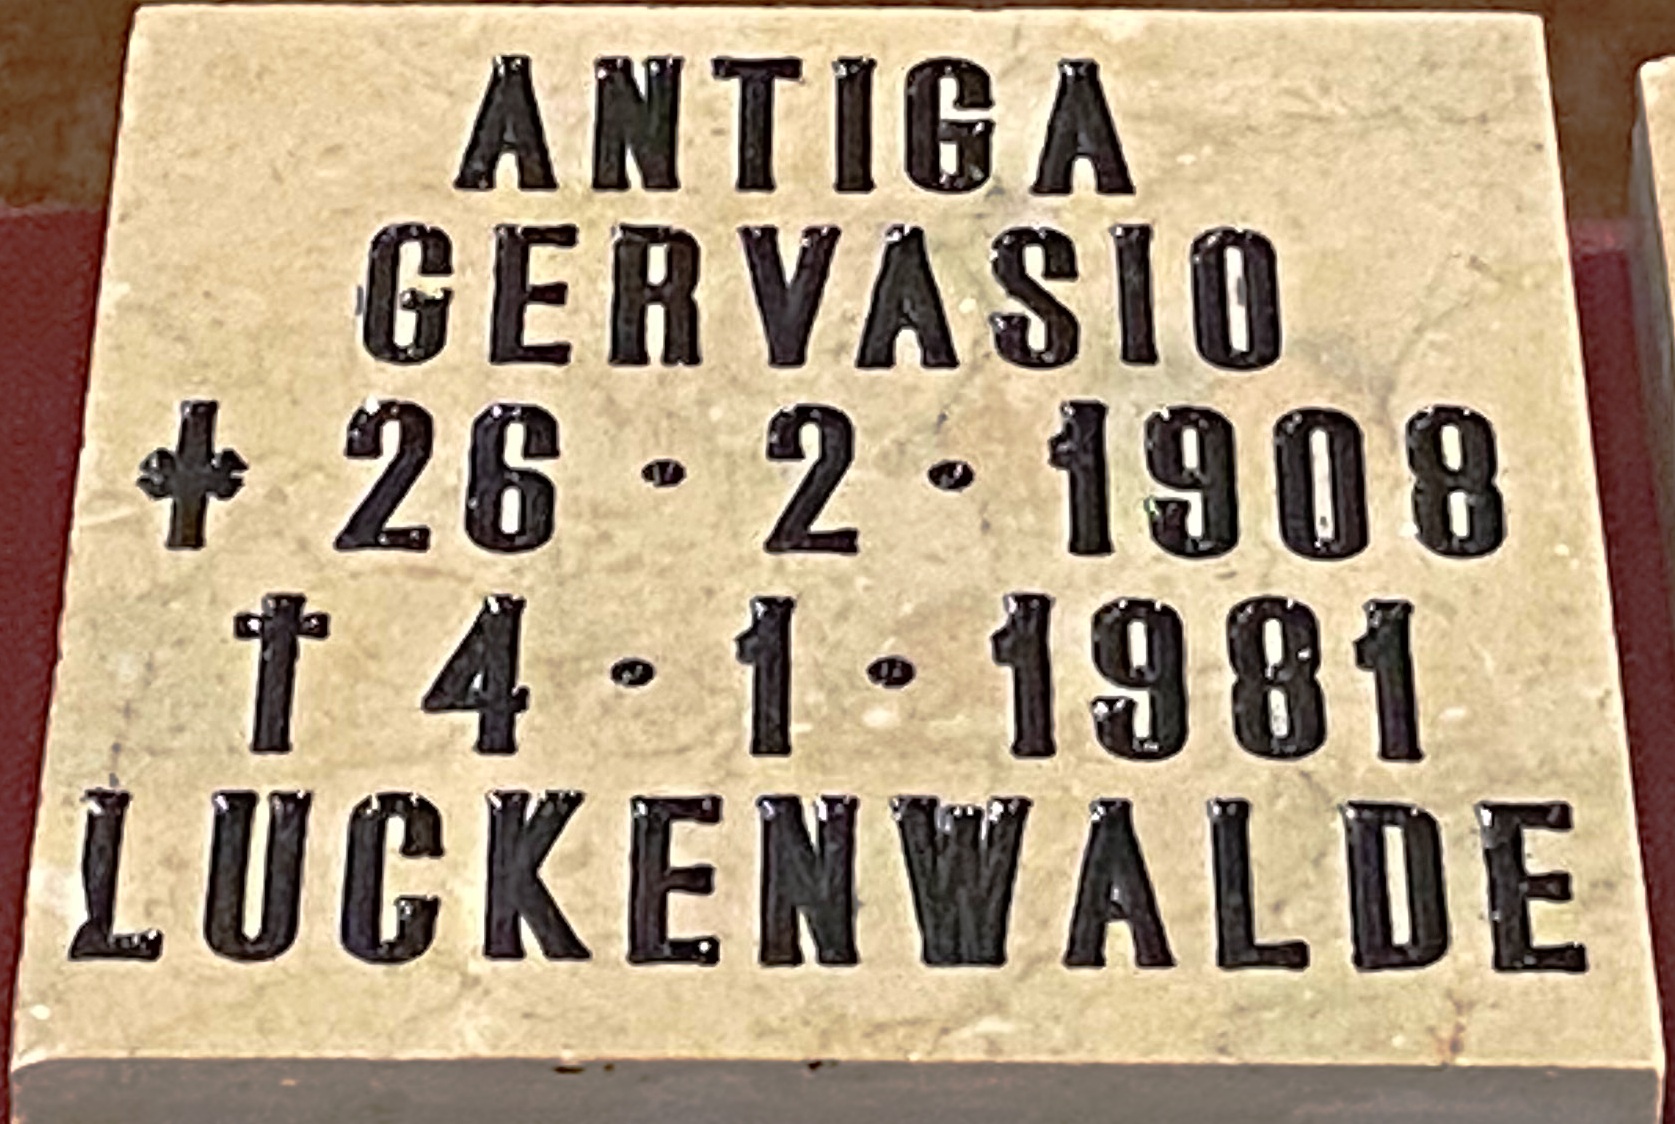 ANTIGA
GERVASIO
✢ 26 · 2 · 1908
† 4 · 1 · 1981
LUCKENWALDE